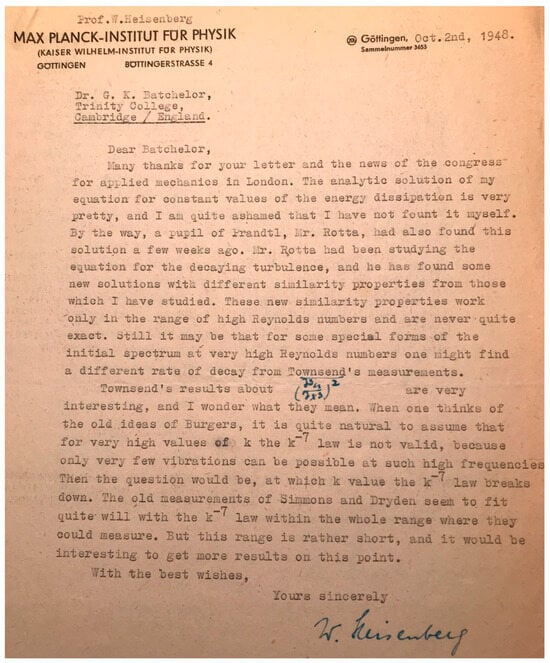 Prof.W.Heisenberg
MAX PLANCK-INSTITUT FÜR PHYSIK
(KAISER WILHELM-INSTITUT FÜR PHYSIK)
GÖTTINGEN BÖTTINGERSTRASSE 4
Göttingen, Oct.2nd, 1948.
Sammelnummer 3653
Dr. G. K. Batchelor,
Trinity College,
Cambridge / England.
Dear Batchelor,
Many thanks for your letter and the news of the congress
for applied mechanics in London. The analytic solution of my
equation for constant values of the energy dissipation is very
pretty, and I am quite ashamed that I have not fount it myself.
By the way, a pupil of Prandtl, Mr. Rotta, had also found this
solution a few weeks ago. Mr. Rotta had been studying the
equation for the decaying turbulence, and he has found some
new solutions with different similarity properties from those
which I have studied. These new similarity properties work
only in the range of high Reynolds numbers and are never quite
exact. Still it may be that for some special forms of the
initial spectrum at very high Reynolds numbers one might find
a different rate of decay from Townsend's measurements.
Townsend's results about are very
interesting, and I wonder what they mean. When one thinks of
the old ideas of Burgers, it is quite natural to assume that
for very high values of k the k⁻⁷ law is not valid, because
only very few vibrations can be possible at such high frequencies
Then the question would be, at which k value the k⁻⁷ law breaks
down. The old measurements of Simmons and Dryden seem to fit
quite will with the k⁻⁷ law within the whole range where they
could measure. But this range is rather short, and it would be
interesting to get more results on this point.
With the best wishes,
Yours sincerely
W. Heisenberg